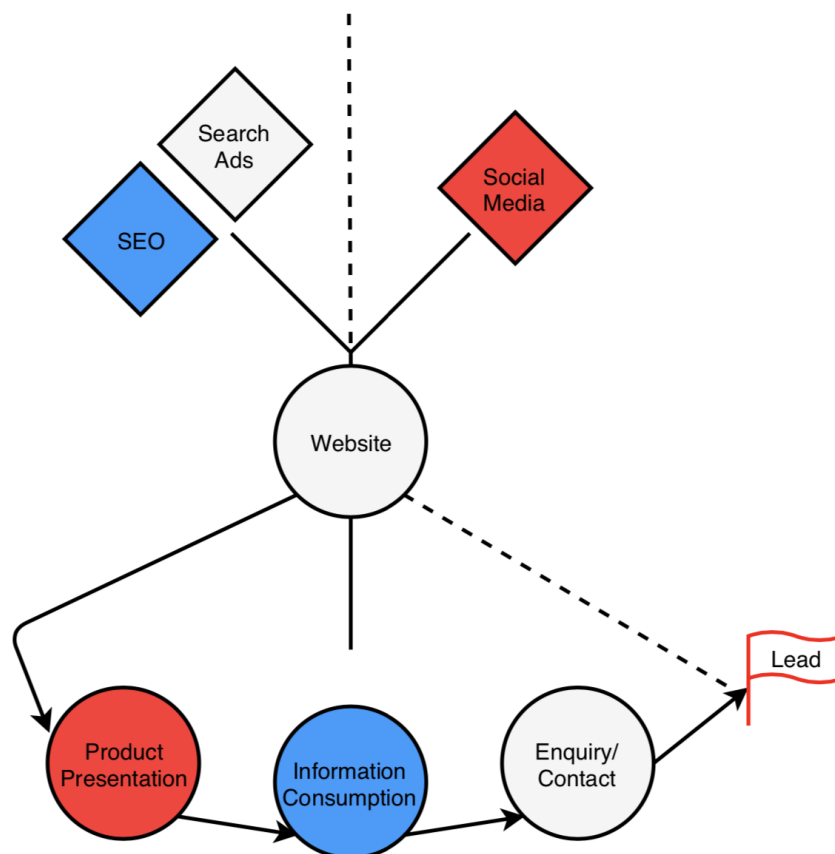 Search
Ads
Social
Media
SEO
Website
Lead
Product
Presentation
Information
Consumption
Enquiry/
Contact